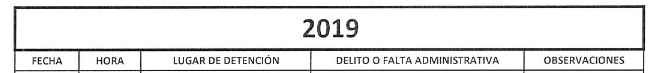 2019
FECHA HORA LUGAR DE DETENCIÓN DELITO O FALTA ADMINISTRATIVA OBSERVACIONES